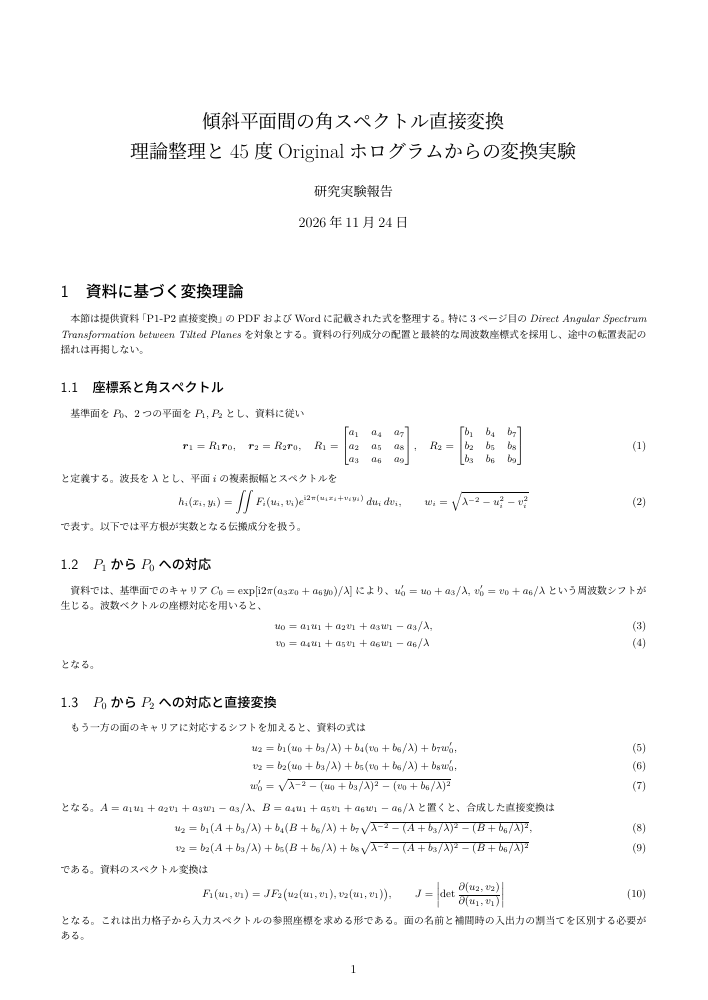 傾斜平面間の角スペクトル直接変換
理論整理と 45 度 Original ホログラムからの変換実験
研究実験報告
2026 年 11 月 24 日
1 資料に基づく変換理論
本節は提供資料「P1-P2 直接変換」の PDF および Word に記載された式を整理する。特に 3 ページ目の Direct Angular Spectrum
Transformation between Tilted Planes を対象とする。資料の行列成分の配置と最終的な周波数座標式を採用し、途中の転置表記の
揺れは再掲しない。
1.1 座標系と角スペクトル
基準面を P₀、2 つの平面を P₁, P₂ とし、資料に従い
r₁ = R₁r₀, r₂ = R₂r₀, R₁ = [a₁ a₄ a₇; a₂ a₅ a₈; a₃ a₆ a₉], R₂ = [b₁ b₄ b₇; b₂ b₅ b₈; b₃ b₆ b₉] (1)
と定義する。波長を λ とし、平面 i の複素振幅とスペクトルを
hᵢ(xᵢ, yᵢ) = ∬ Fᵢ(uᵢ, vᵢ)e^{i2π(uᵢxᵢ+vᵢyᵢ)} duᵢ dvᵢ, wᵢ = √(λ⁻² − uᵢ² − vᵢ²) (2)
で表す。以下では平方根が実数となる伝搬成分を扱う。
1.2 P₁ から P₀ への対応
資料では、基準面でのキャリア C₀ = exp[i2π(a₃x₀ + a₆y₀)/λ] により、u′₀ = u₀ + a₃/λ, v′₀ = v₀ + a₆/λ という周波数シフトが
生じる。波数ベクトルの座標対応を用いると、
u₀ = a₁u₁ + a₂v₁ + a₃w₁ − a₃/λ, (3)
v₀ = a₄u₁ + a₅v₁ + a₆w₁ − a₆/λ (4)
となる。
1.3 P₀ から P₂ への対応と直接変換
もう一方の面のキャリアに対応するシフトを加えると、資料の式は
u₂ = b₁(u₀ + b₃/λ) + b₄(v₀ + b₆/λ) + b₇w′₀, (5)
v₂ = b₂(u₀ + b₃/λ) + b₅(v₀ + b₆/λ) + b₈w′₀, (6)
w′₀ = √(λ⁻² − (u₀ + b₃/λ)² − (v₀ + b₆/λ)²) (7)
となる。A = a₁u₁ + a₂v₁ + a₃w₁ − a₃/λ、B = a₄u₁ + a₅v₁ + a₆w₁ − a₆/λ と置くと、合成した直接変換は
u₂ = b₁(A + b₃/λ) + b₄(B + b₆/λ) + b₇√(λ⁻² − (A + b₃/λ)² − (B + b₆/λ)²), (8)
v₂ = b₂(A + b₃/λ) + b₅(B + b₆/λ) + b₈√(λ⁻² − (A + b₃/λ)² − (B + b₆/λ)²) (9)
である。資料のスペクトル変換は
F₁(u₁, v₁) = JF₂(u₂(u₁, v₁), v₂(u₁, v₁)), J = |det ∂(u₂, v₂)/∂(u₁, v₁)| (10)
となる。これは出力格子から入力スペクトルの参照座標を求める形である。面の名前と補間時の入出力の割当てを区別する必要が
ある。
1